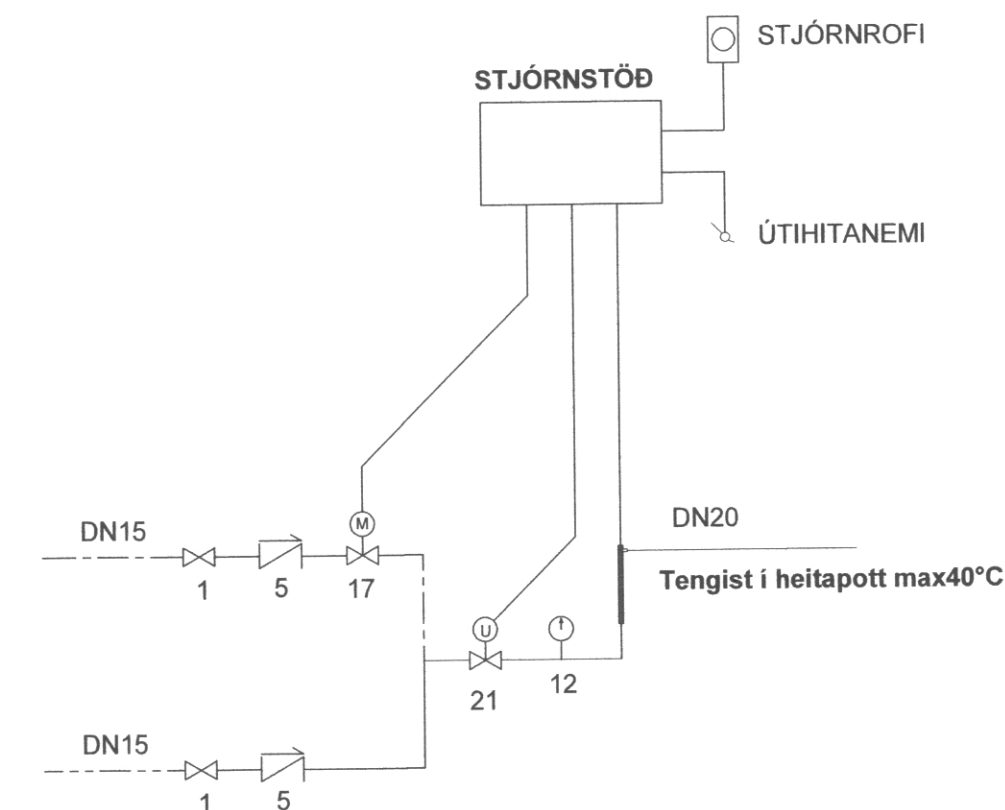 STJÓRNROFI
STJÓRNSTÖÐ
ÚTIHITANEMI
DN15
M
DN20
1
5
17
Tengist í heitapott max40°C
U
21
12
DN15
1
5